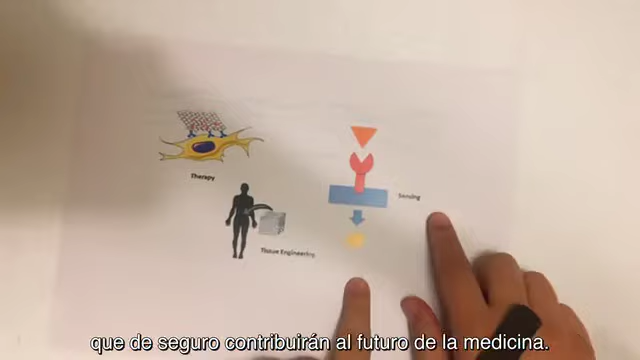 Therapy
Sensing
Tissue Engineering
que de seguro contribuirán al futuro de la medicina.